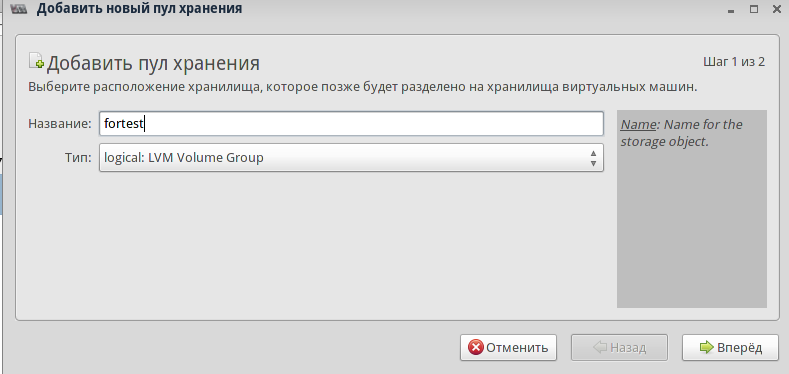 Добавить новый пул хранения
Добавить пул хранения
Шаг 1 из 2
Выберите расположение хранилища, которое позже будет разделено на хранилища виртуальных машин.
Название: fortest
Тип: logical: LVM Volume Group
Name: Name for the
storage object.
Отменить
Назад
Вперёд